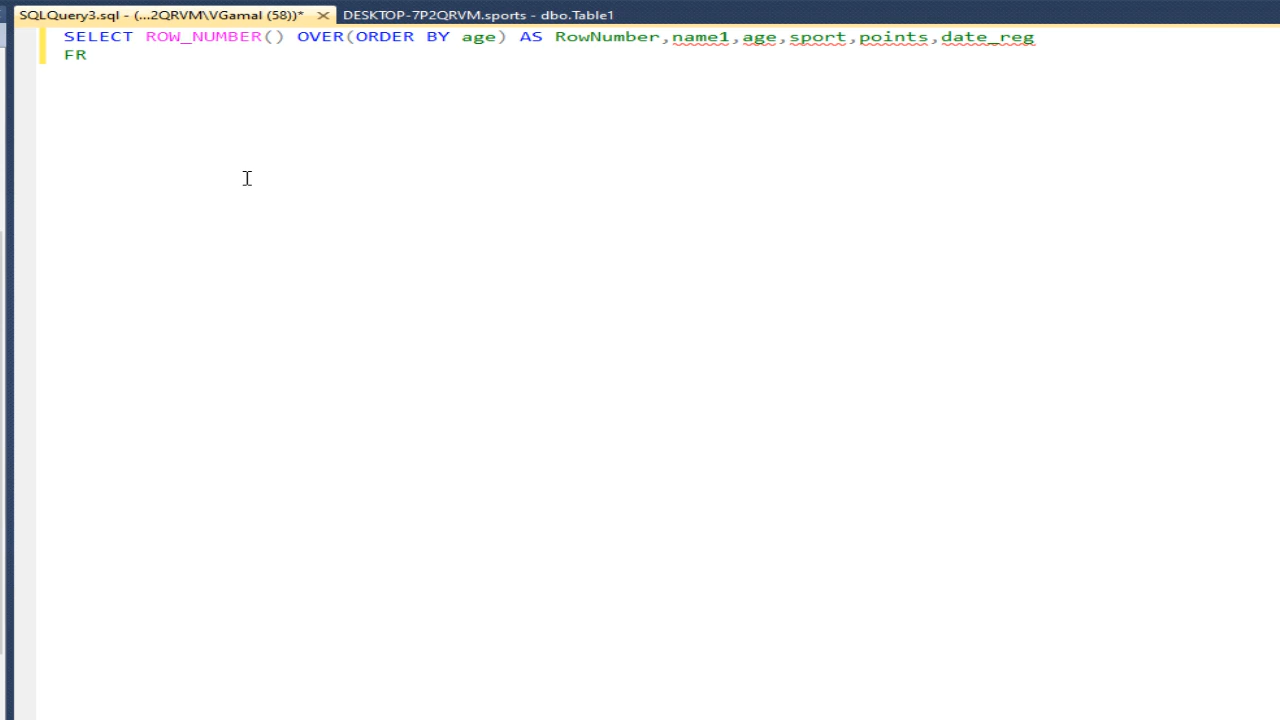 SQLQuery3.sql - (...2QRVM\VGamal (58))* DESKTOP-7P2QRVM.sports - dbo.Table1
SELECT ROW_NUMBER() OVER(ORDER BY age) AS RowNumber,name1,age,sport,points,date_reg
FR